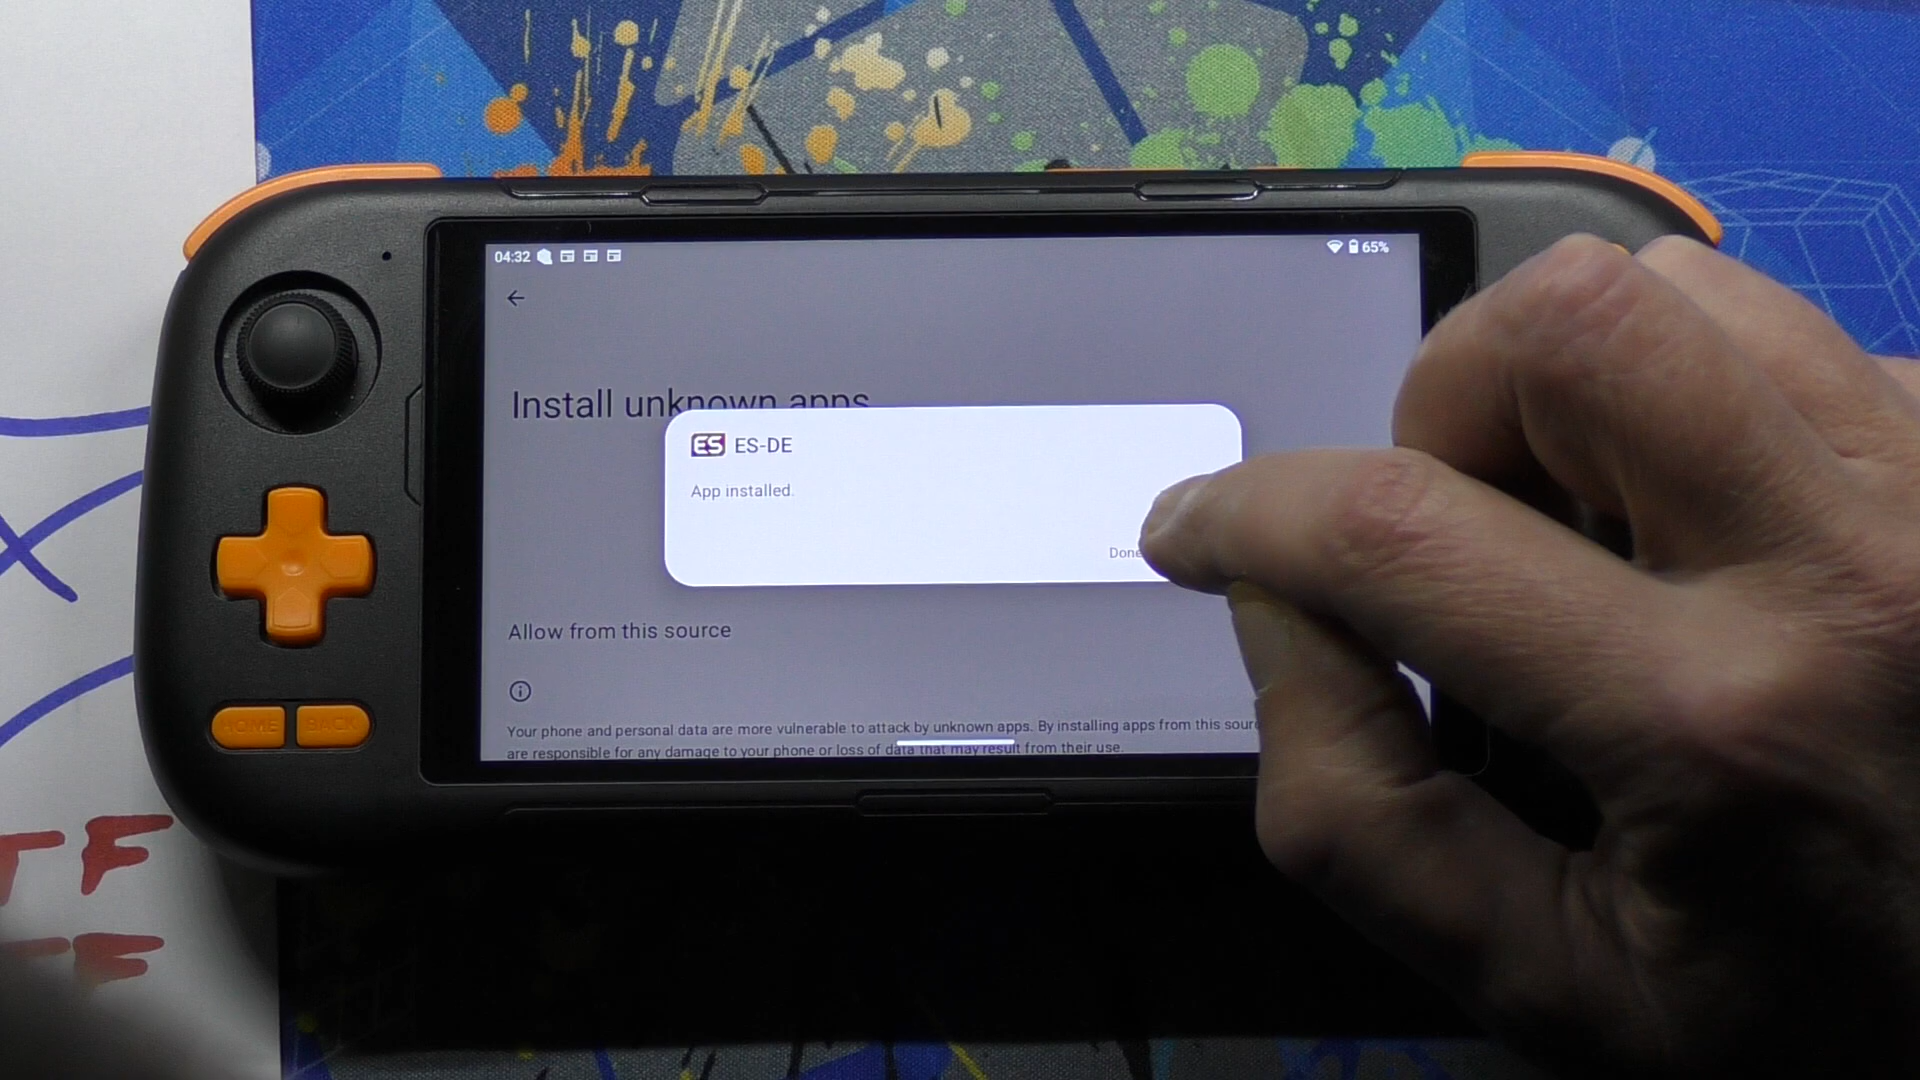 04:32
65%
Install unknown apps
ES ES-DE
App installed.
Done
Allow from this source
Your phone and personal data are more vulnerable to attack by unknown apps. By installing apps from this
are responsible for any damage to your phone or loss of data that may result from their use.
HOME BACK
TF